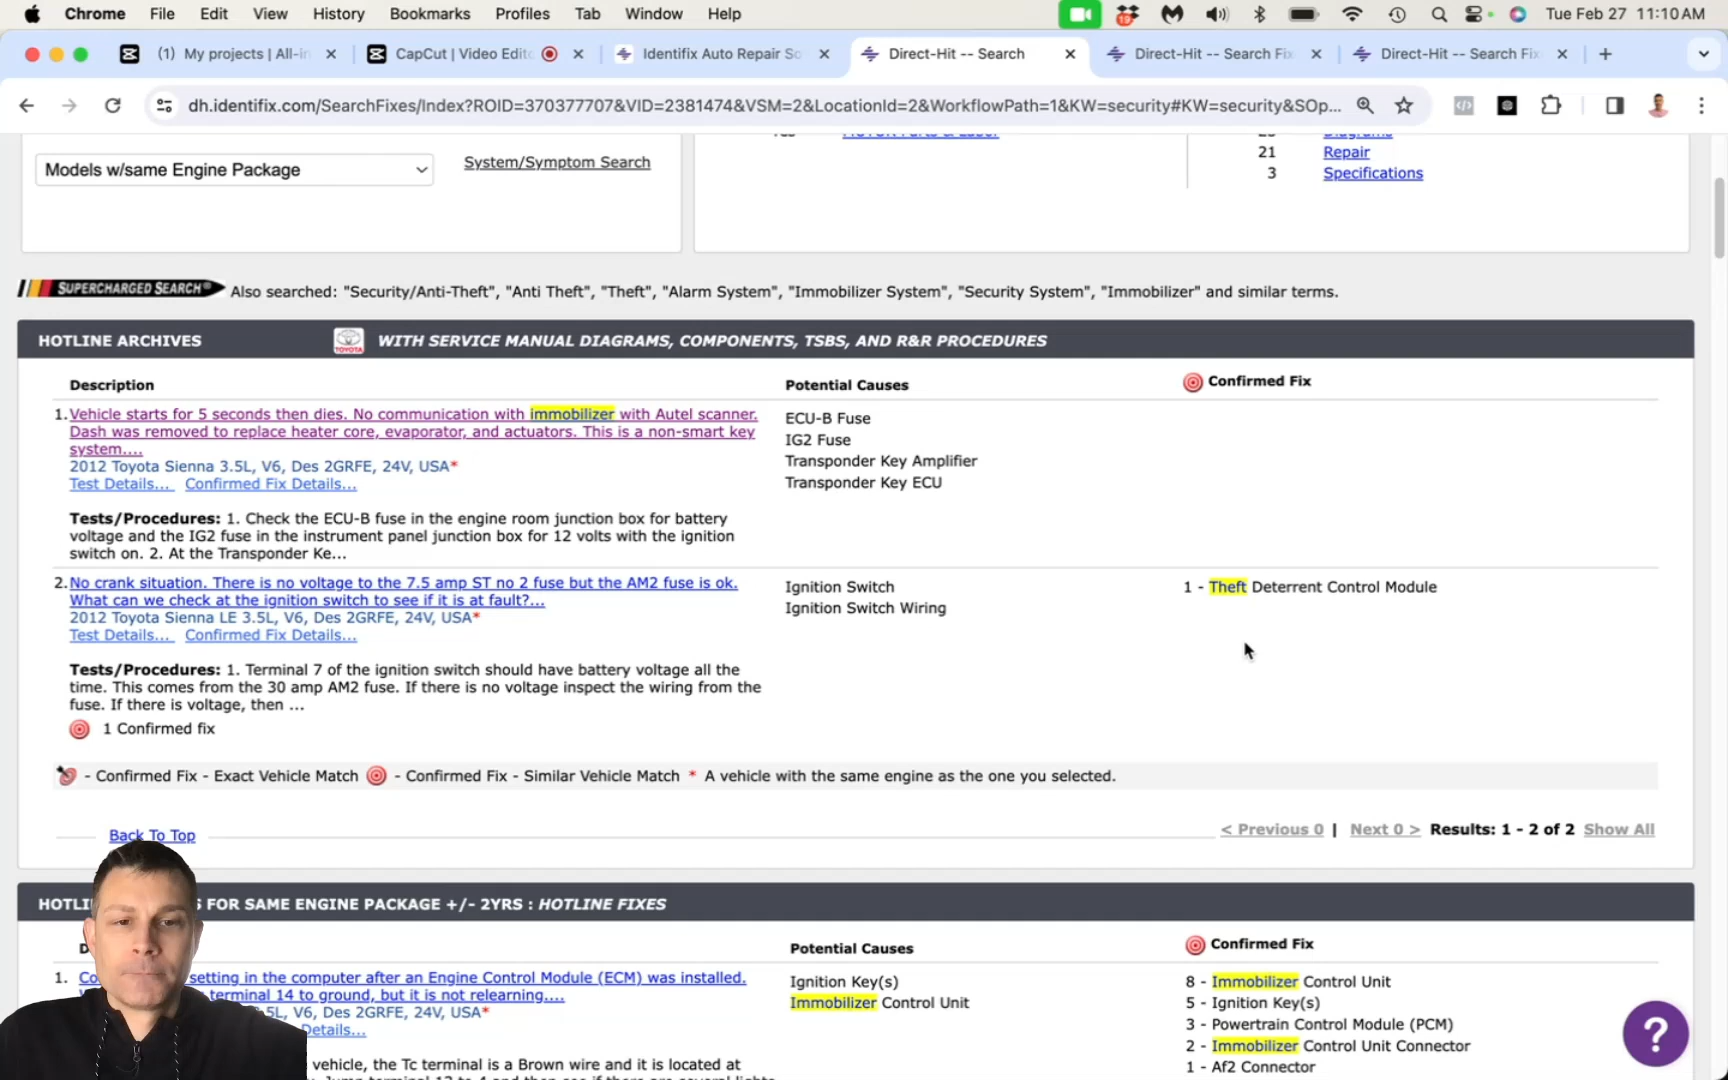 Chrome File Edit View History Bookmarks Profiles Tab Window Help 19 Tue Feb 27 11:10 AM
(1) My projects | All-in CapCut | Video Edito Identifix Auto Repair So Direct-Hit -- Search Direct-Hit -- Search Fix Direct-Hit -- Search Fix
dh.identifix.com/SearchFixes/Index?ROID=370377707&VID=2381474&VSM=2&LocationId=2&WorkflowPath=1&KW=security#KW=security&SOp...
MOTOR Parts & Labor
Diagrams
Models w/same Engine Package
System/Symptom Search
21 Repair
3 Specifications
SUPERCHARGED SEARCH® Also searched: "Security/Anti-Theft", "Anti Theft", "Theft", "Alarm System", "Immobilizer System", "Security System", "Immobilizer" and similar terms.
HOTLINE ARCHIVES TOYOTA WITH SERVICE MANUAL DIAGRAMS, COMPONENTS, TSBS, AND R&R PROCEDURES
Description Potential Causes Confirmed Fix
1. Vehicle starts for 5 seconds then dies. No communication with immobilizer with Autel scanner.
Dash was removed to replace heater core, evaporator, and actuators. This is a non-smart key
system....
2012 Toyota Sienna 3.5L, V6, Des 2GRFE, 24V, USA*
Test Details... Confirmed Fix Details...
ECU-B Fuse
IG2 Fuse
Transponder Key Amplifier
Transponder Key ECU
Tests/Procedures: 1. Check the ECU-B fuse in the engine room junction box for battery
voltage and the IG2 fuse in the instrument panel junction box for 12 volts with the ignition
switch on. 2. At the Transponder Ke...
2. No crank situation. There is no voltage to the 7.5 amp ST no 2 fuse but the AM2 fuse is ok.
What can we check at the ignition switch to see if it is at fault?...
2012 Toyota Sienna LE 3.5L, V6, Des 2GRFE, 24V, USA*
Test Details... Confirmed Fix Details...
Ignition Switch
Ignition Switch Wiring
1 - Theft Deterrent Control Module
Tests/Procedures: 1. Terminal 7 of the ignition switch should have battery voltage all the
time. This comes from the 30 amp AM2 fuse. If there is no voltage inspect the wiring from the
fuse. If there is voltage, then ...
1 Confirmed fix
- Confirmed Fix - Exact Vehicle Match - Confirmed Fix - Similar Vehicle Match * A vehicle with the same engine as the one you selected.
Back To Top
< Previous 0 | Next 0 > Results: 1 - 2 of 2 Show All
HOTLI S FOR SAME ENGINE PACKAGE +/- 2YRS : HOTLINE FIXES
D Potential Causes Confirmed Fix
1. Co setting in the computer after an Engine Control Module (ECM) was installed.
terminal 14 to ground, but it is not relearning....
.5L, V6, Des 2GRFE, 24V, USA*
Details...
Ignition Key(s)
Immobilizer Control Unit
8 - Immobilizer Control Unit
5 - Ignition Key(s)
3 - Powertrain Control Module (PCM)
2 - Immobilizer Control Unit Connector
1 - Af2 Connector
vehicle, the Tc terminal is a Brown wire and it is located at
?